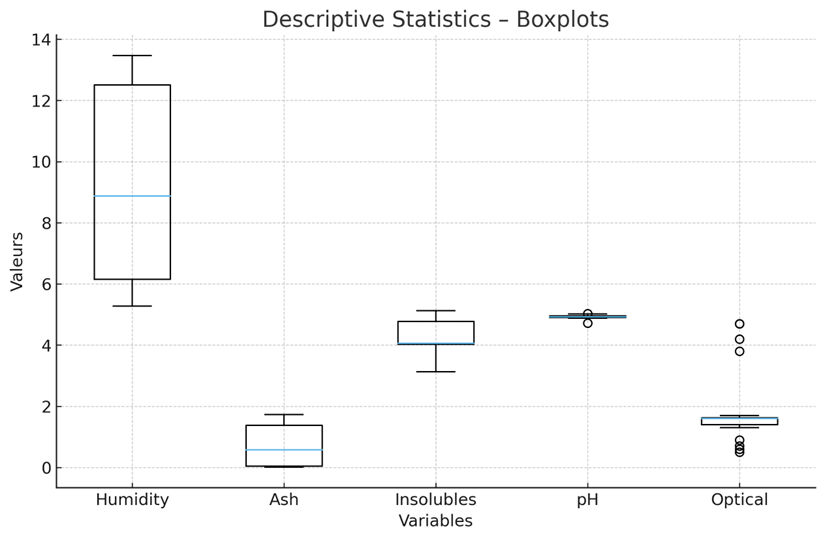 Descriptive Statistics – Boxplots
14
12
10
8
6
4
2
0
Valeurs
Humidity Ash Insolubles pH Optical
Variables